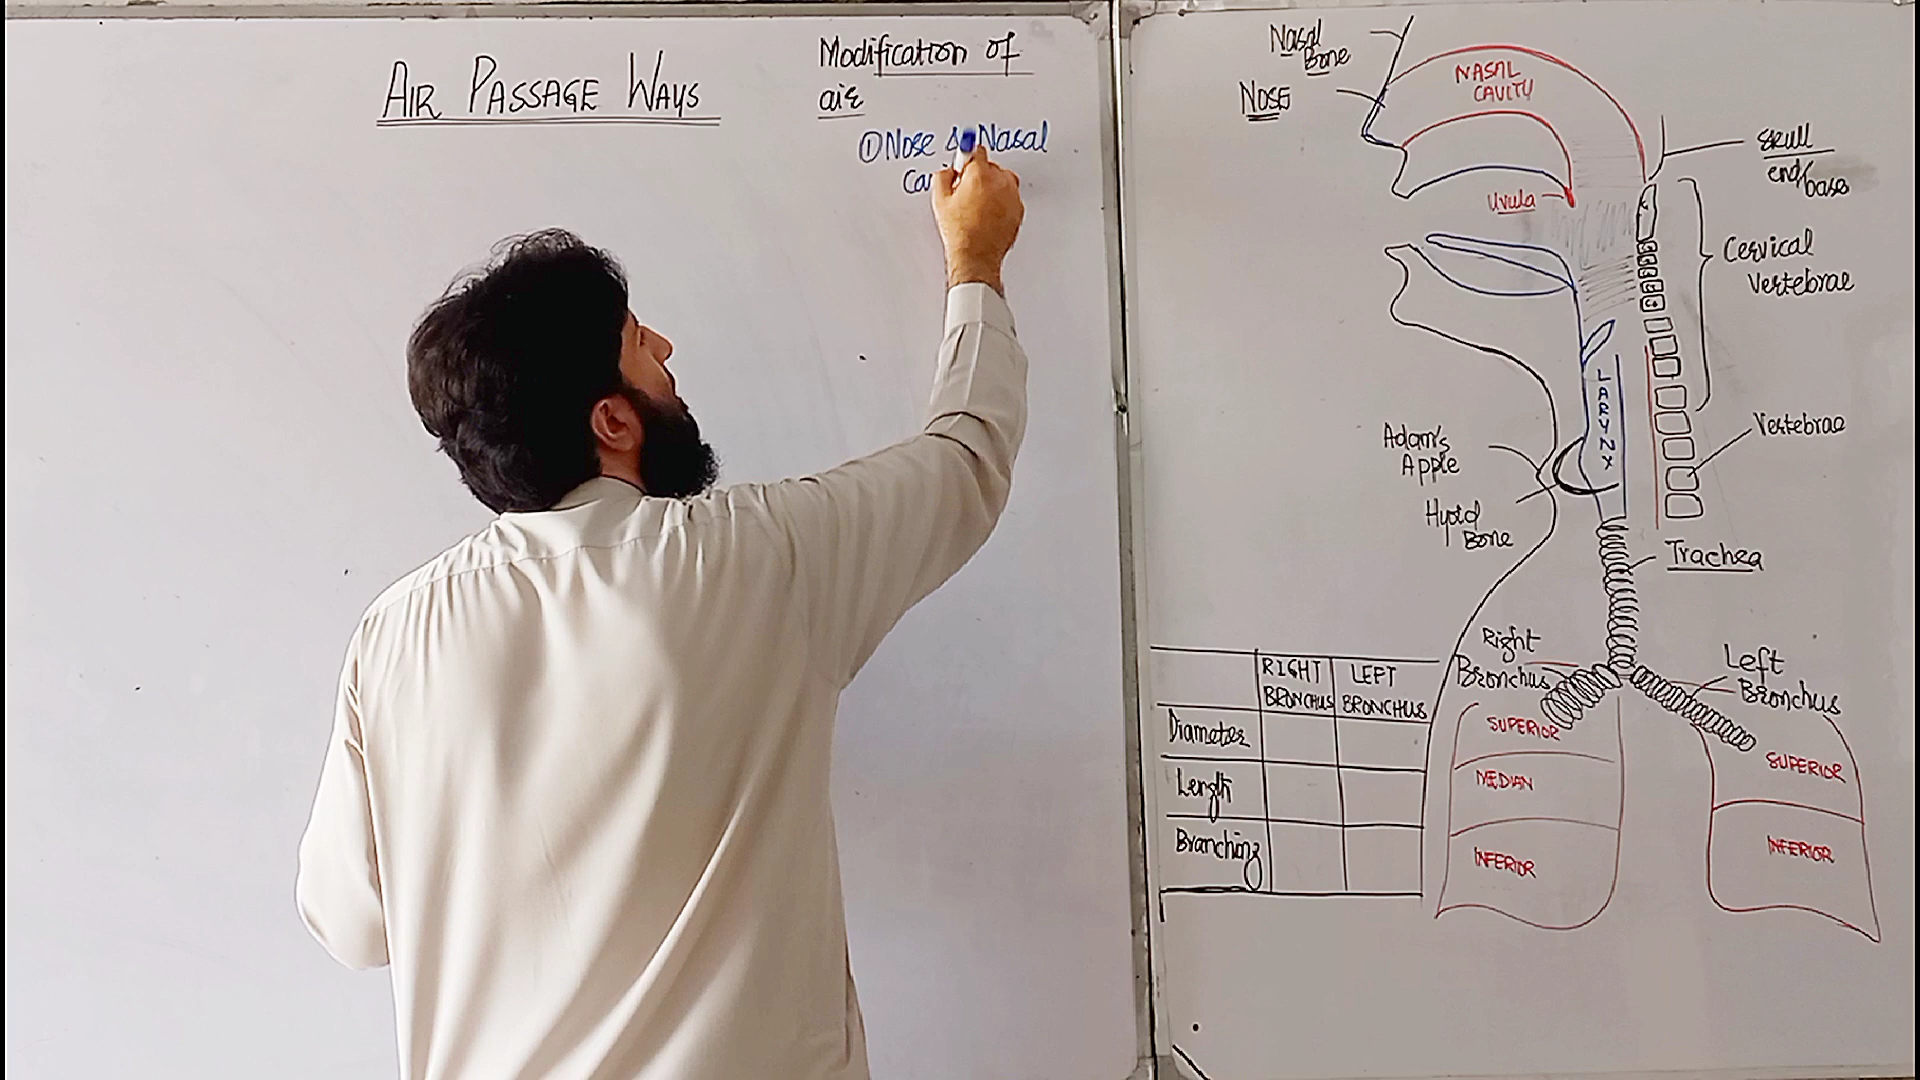 AIR PASSAGE WAYS
Modification of
air
① Nose & Nasal
Ca
Nasal
Bone
NOSE
NASAL
CAVITY
Uvula
Skull
end/base
Cervical
Vertebrae
LARYNX
Adam's
Apple
Hyoid
Bone
Vertebrae
Trachea
Right
Bronchus
Left
Bronchus
RIGHT
BRONCHUS
LEFT
BRONCHUS
Diameter
Length
Branching
SUPERIOR
MEDIAN
INFERIOR
SUPERIOR
INFERIOR